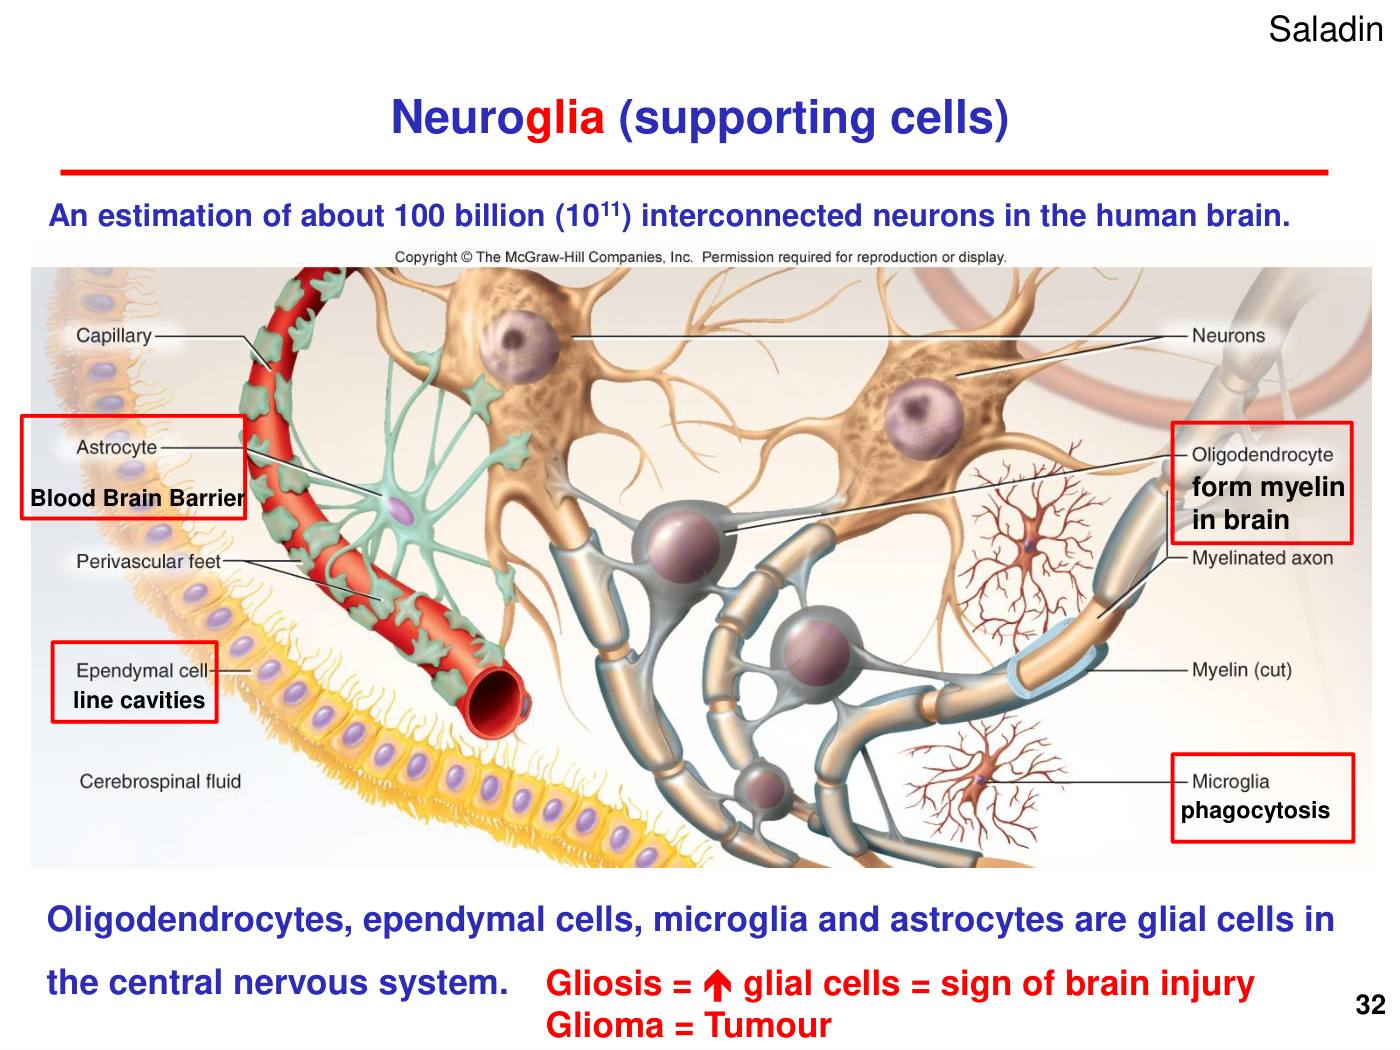 Saladin
Neuroglia (supporting cells)
An estimation of about 100 billion (10¹¹) interconnected neurons in the human brain.
Copyright © The McGraw-Hill Companies, Inc. Permission required for reproduction or display.
Capillary
Neurons
Astrocyte
Blood Brain Barrier
Oligodendrocyte
form myelin
in brain
Perivascular feet
Myelinated axon
Ependymal cell
line cavities
Myelin (cut)
Cerebrospinal fluid
Microglia
phagocytosis
Oligodendrocytes, ependymal cells, microglia and astrocytes are glial cells in
the central nervous system.
Gliosis = 🡹 glial cells = sign of brain injury
Glioma = Tumour
32